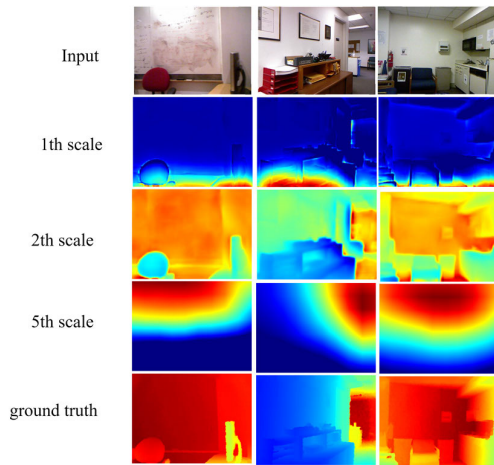 Input
1th scale
2th scale
5th scale
ground truth